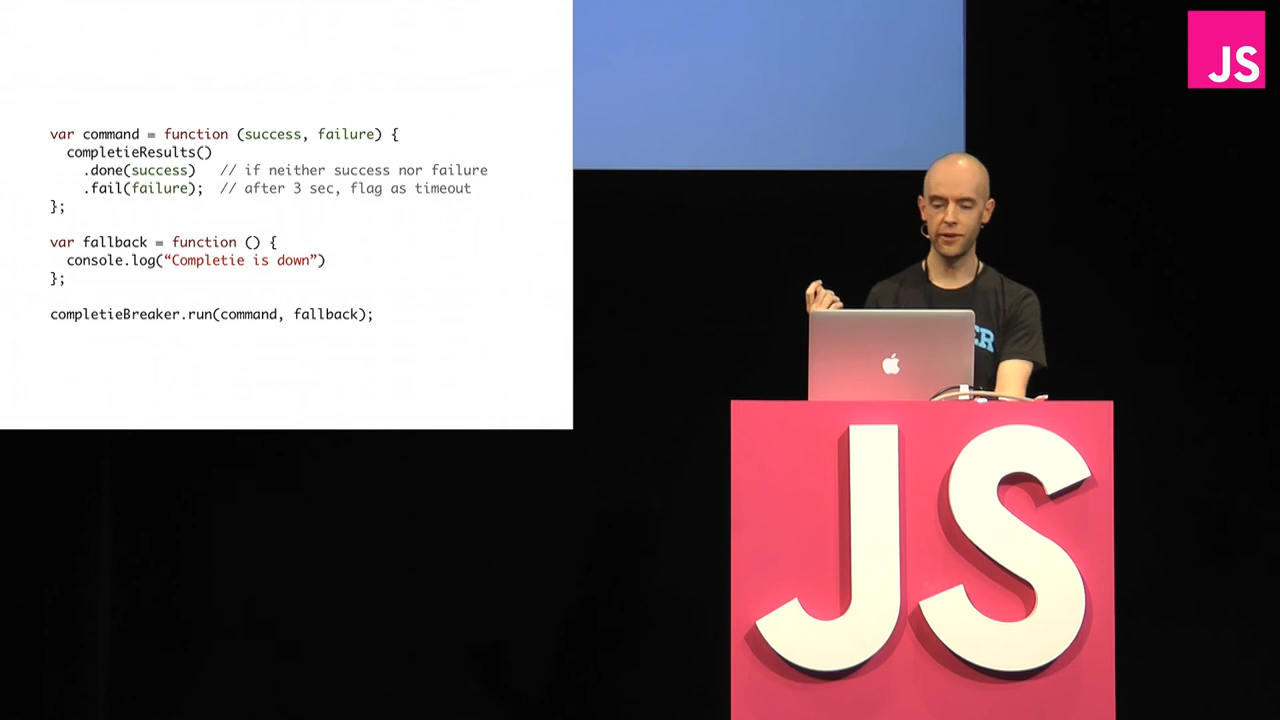 var command = function (success, failure) {
  completieResults()
    .done(success)   // if neither success nor failure
    .fail(failure);  // after 3 sec, flag as timeout
};
var fallback = function () {
  console.log(“Completie is down”)
};
completieBreaker.run(command, fallback);
JS
ER
JS